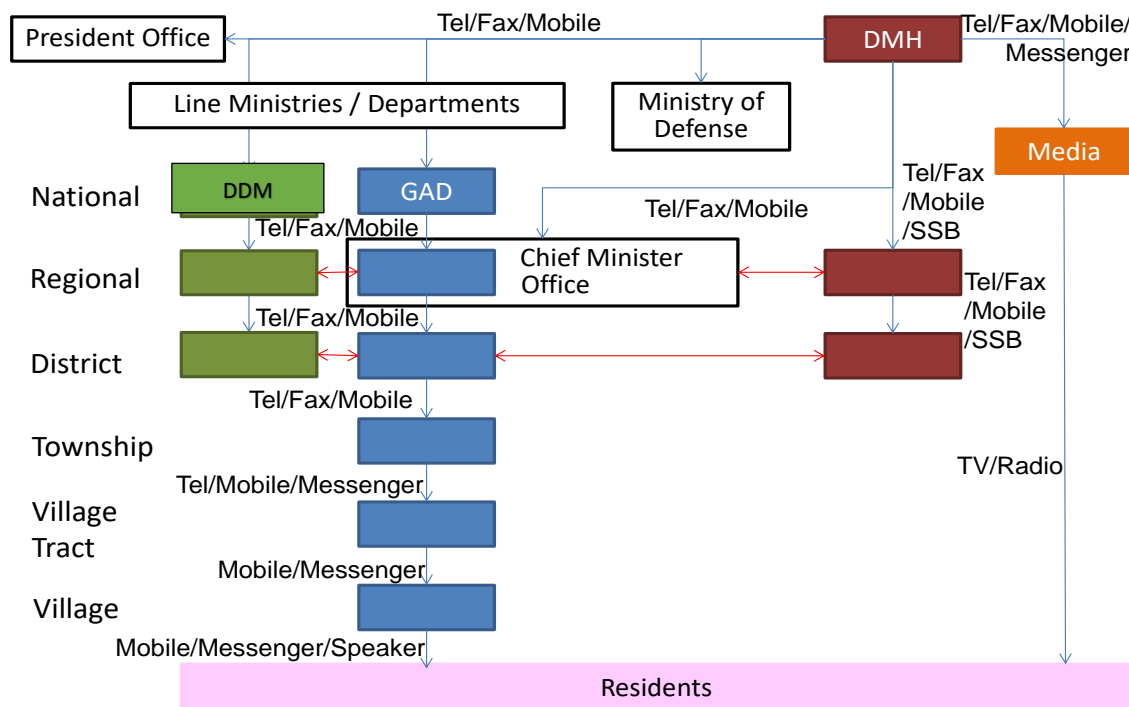 Tel/Fax/Mobile
Tel/Fax/Mobile/
Messenger
President Office
DMH
Line Ministries / Departments
Ministry of
Defense
Media
National
DDM
GAD
Tel/Fax
/Mobile
/SSB
Tel/Fax/Mobile
Tel/Fax/Mobile
Regional
Chief Minister
Office
Tel/Fax
/Mobile
/SSB
Tel/Fax/Mobile
District
Tel/Fax/Mobile
Township
TV/Radio
Tel/Mobile/Messenger
Village
Tract
Mobile/Messenger
Village
Mobile/Messenger/Speaker
Residents